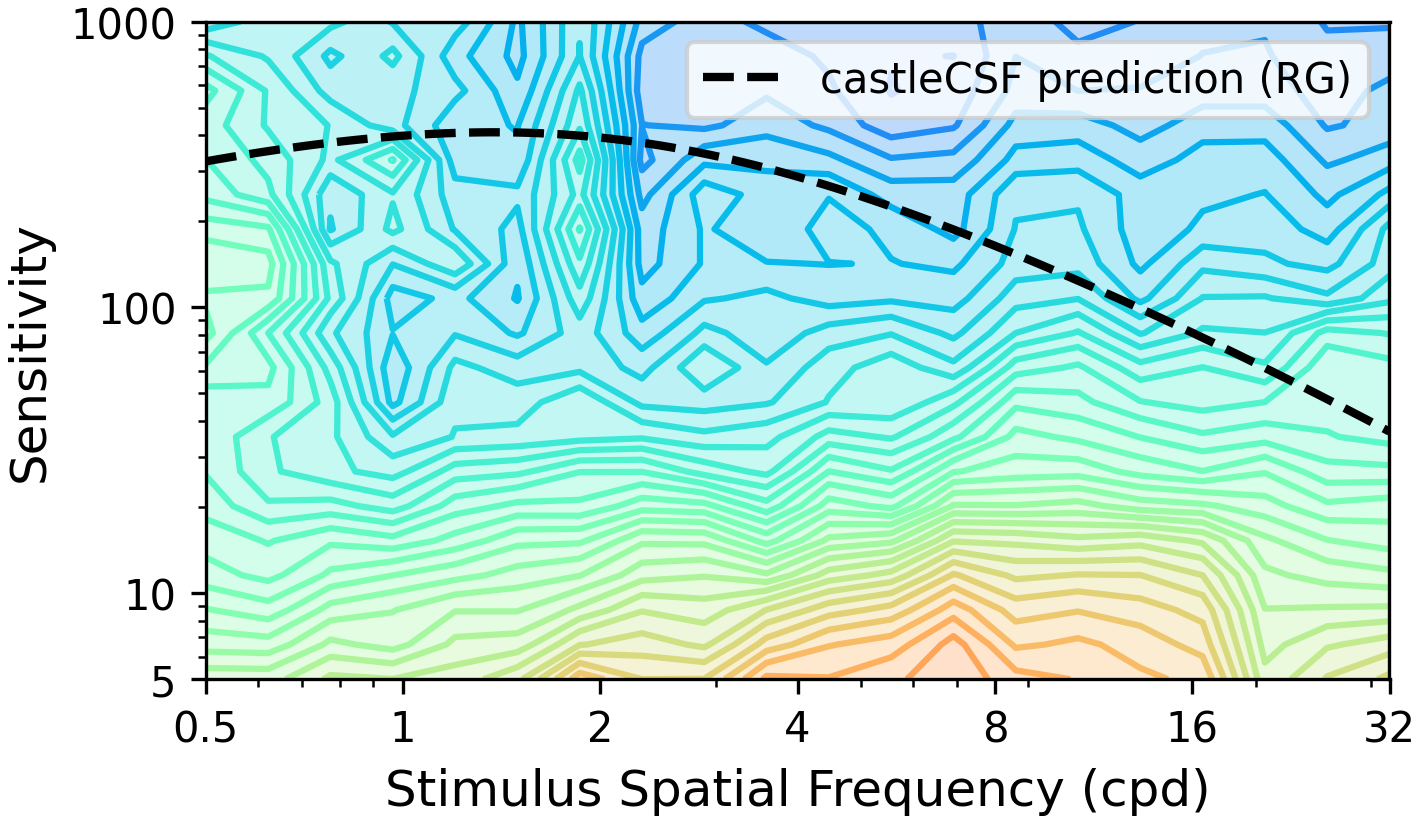 1000
100
10
5
Sensitivity
castleCSF prediction (RG)
0.5 1 2 4 8 16 32
Stimulus Spatial Frequency (cpd)